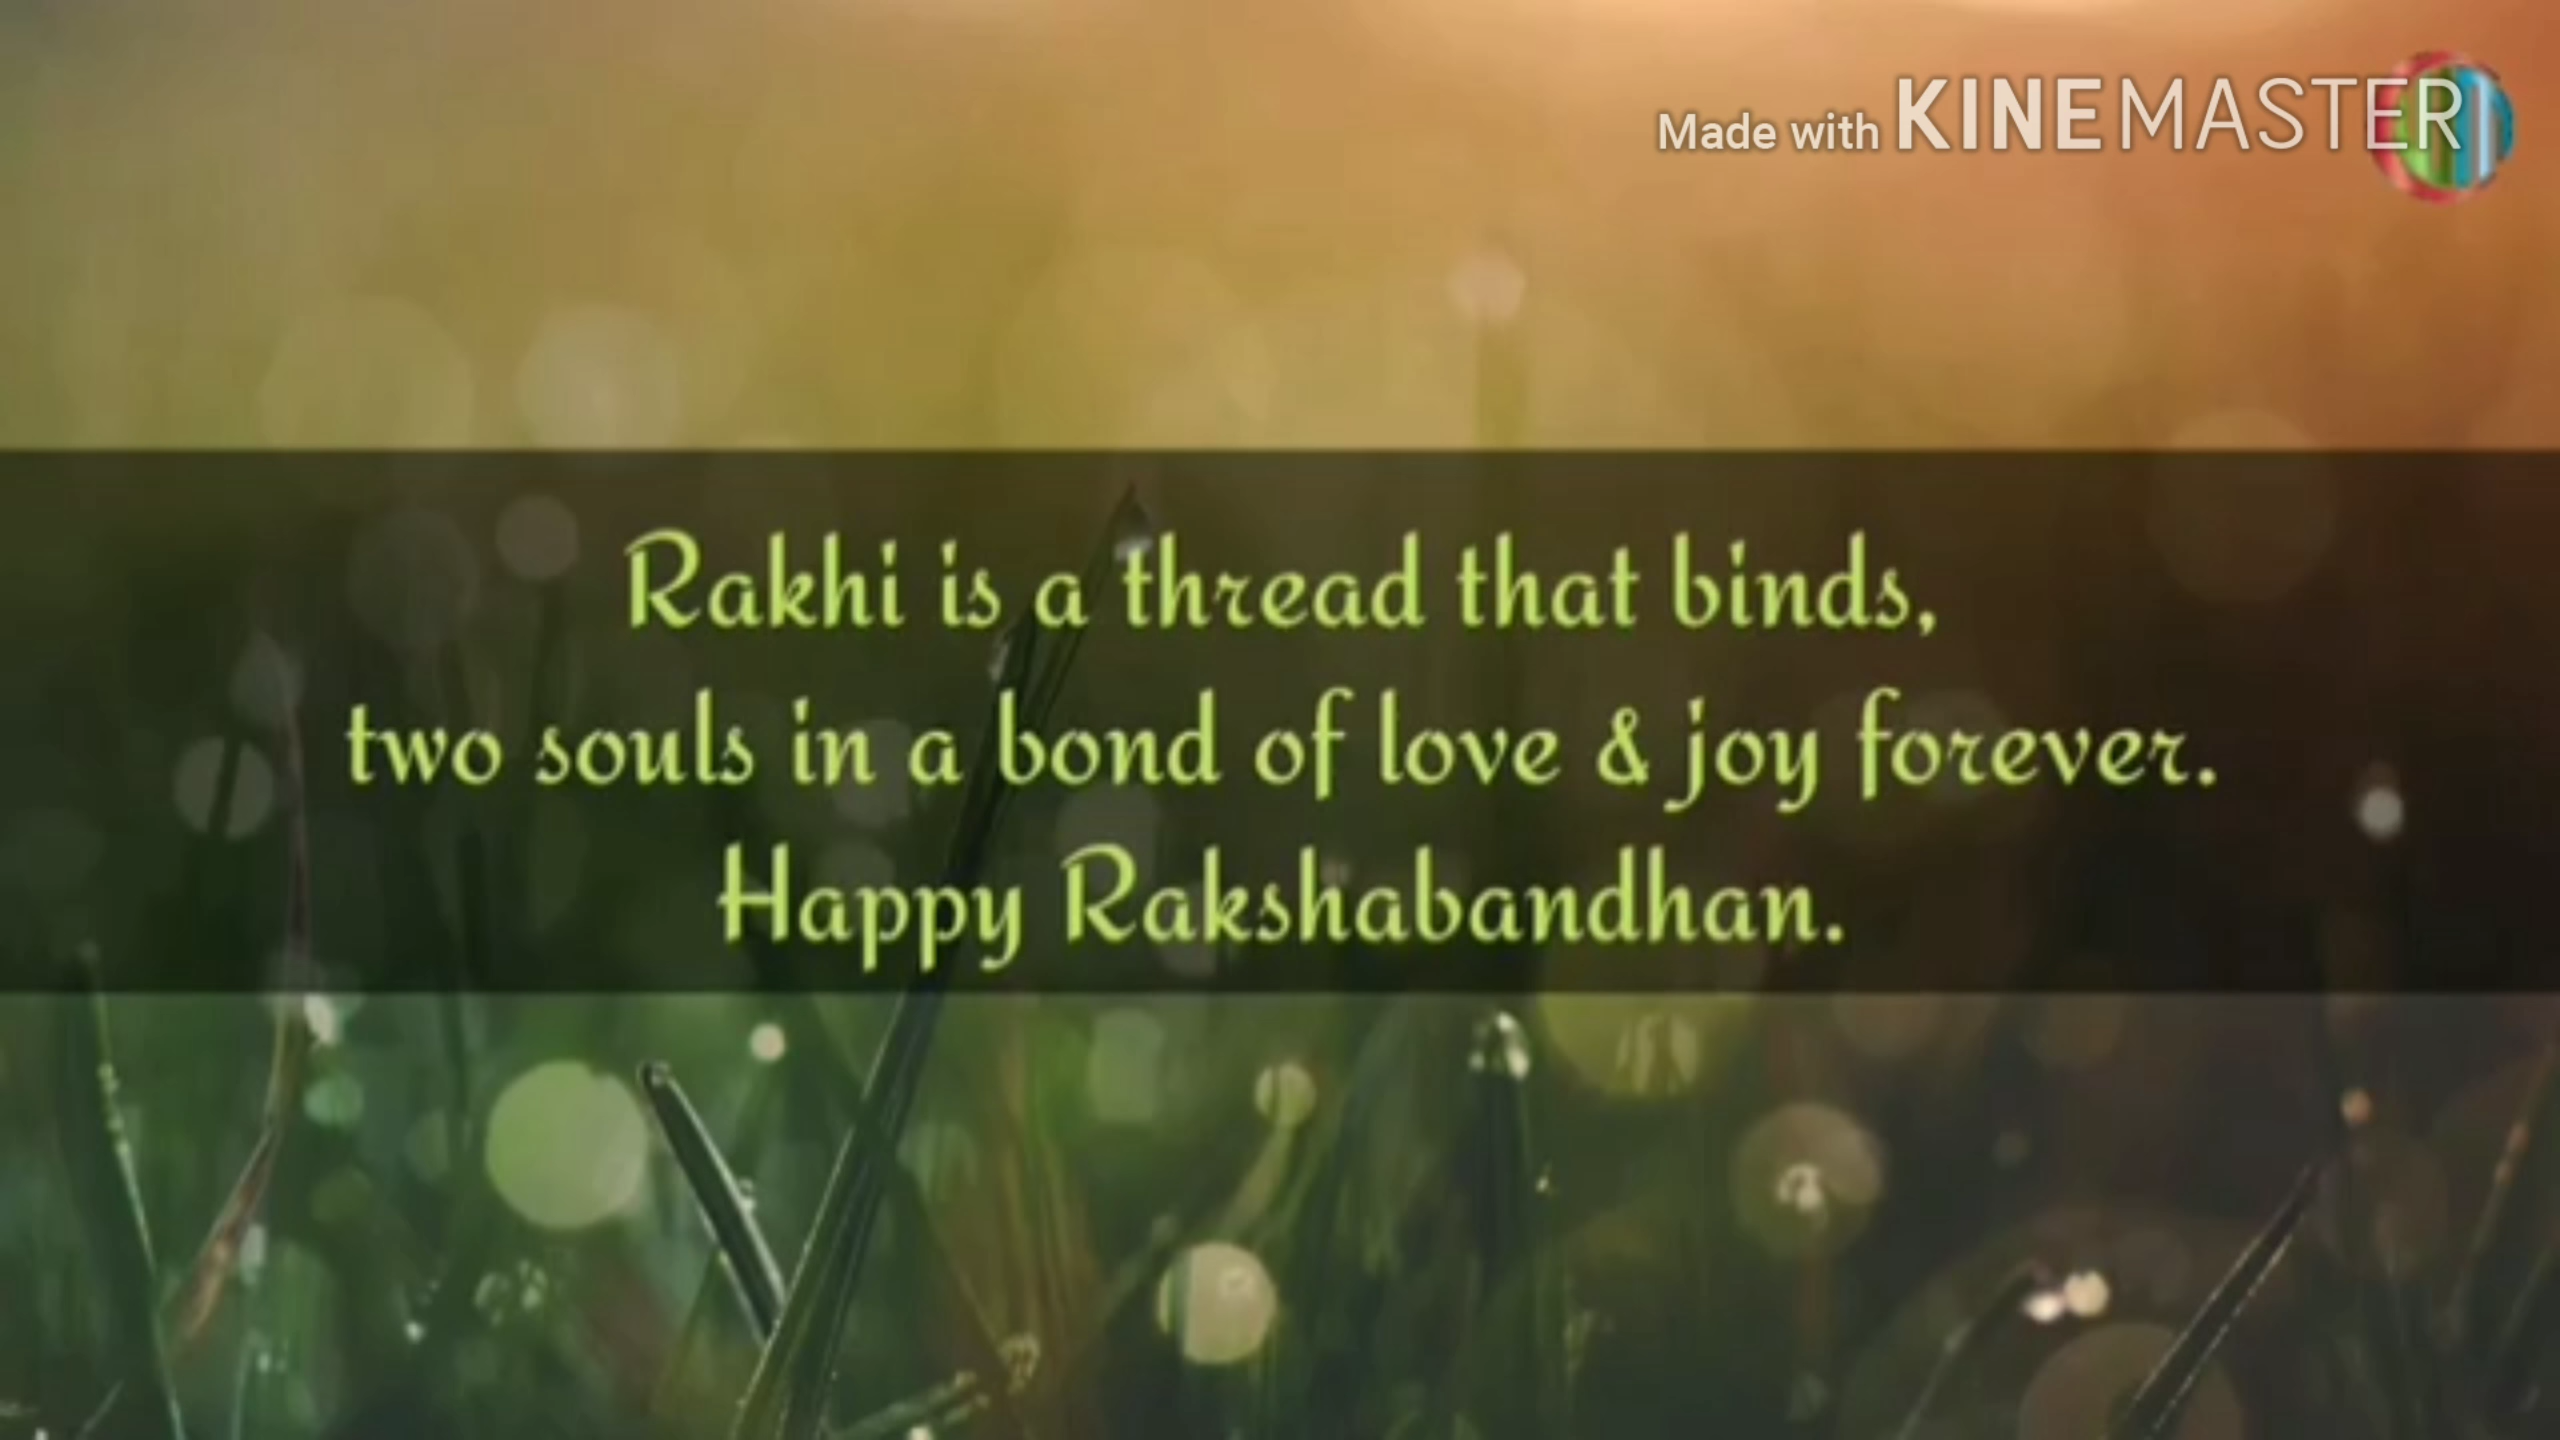 Made with KINEMASTER
Rakhi is a thread that binds,
two souls in a bond of love & joy forever.
Happy Rakshabandhan.